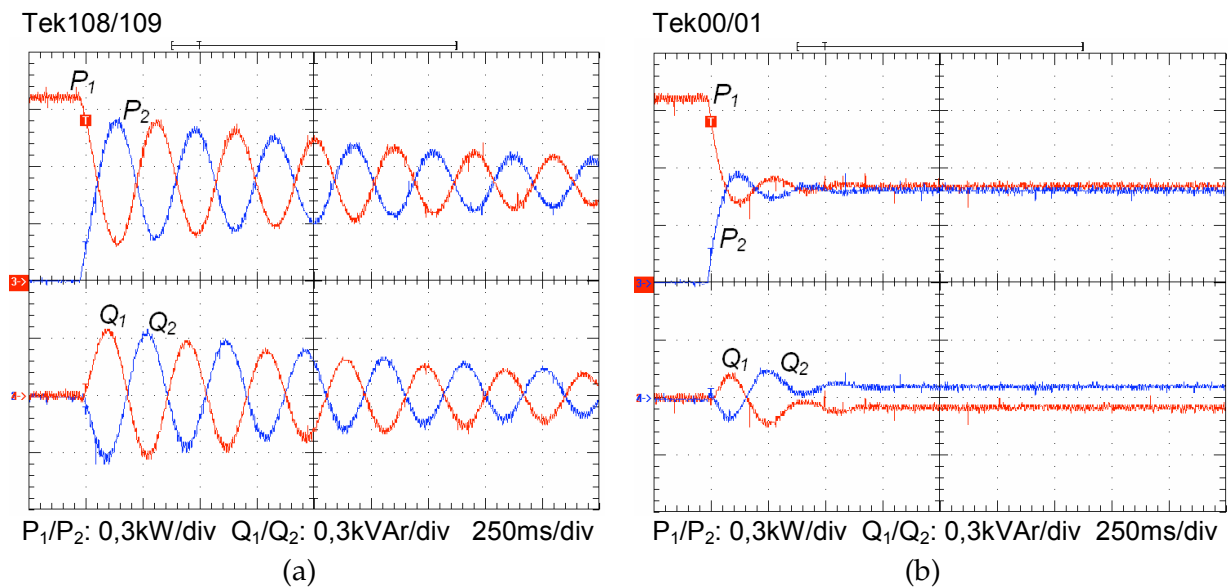 Tek108/109
T
P₁
P₂
T
3->
Q₁ Q₂
P₁/P₂: 0,3kW/div Q₁/Q₂: 0,3kVAr/div 250ms/div
(a)
Tek00/01
T
P₁
T
P₂
Q₁ Q₂
P₁/P₂: 0,3kW/div Q₁/Q₂: 0,3kVAr/div 250ms/div
(b)